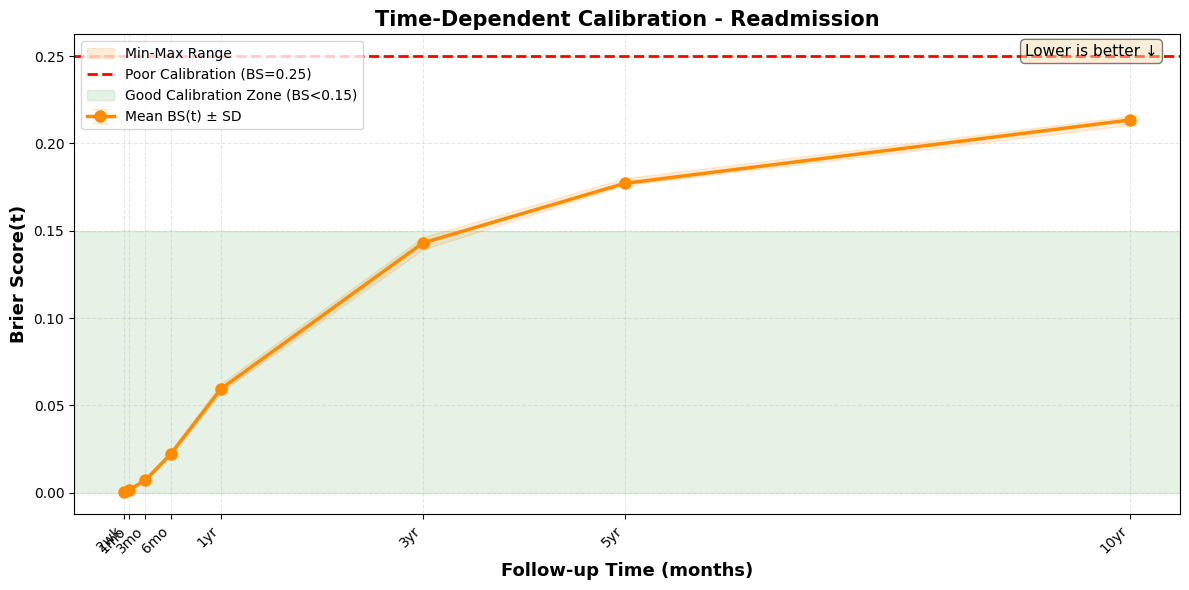 Time-Dependent Calibration - Readmission
Min-Max Range
Poor Calibration (BS=0.25)
Good Calibration Zone (BS<0.15)
Mean BS(t) ± SD
Lower is better ↓
Brier Score(t)
0.25
0.20
0.15
0.10
0.05
0.00
2wk
1mo
3mo
6mo
1yr
3yr
5yr
10yr
Follow-up Time (months)